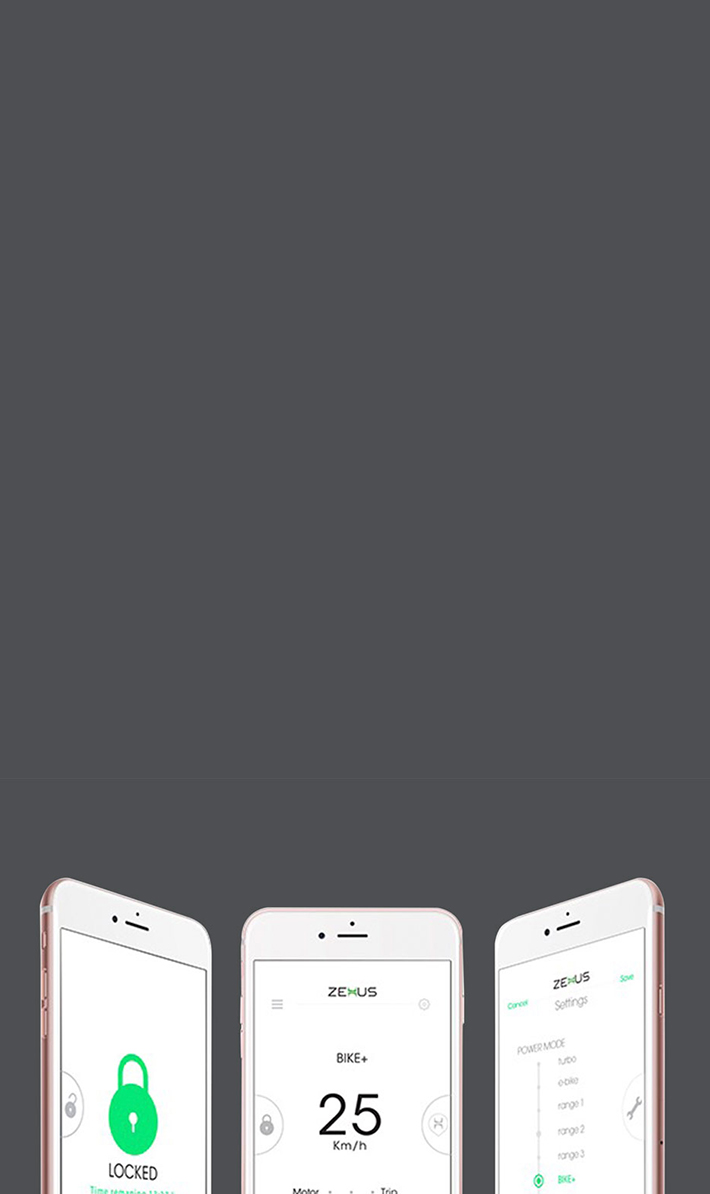 LOCKED
Time remaining
ZEHUS
BIKE+
25
Km/h
Motor
Trip
ZEHUS
Cancel
Save
Settings
POWER MODE
turbo
e-bike
range 1
range 2
range 3
BIKE+